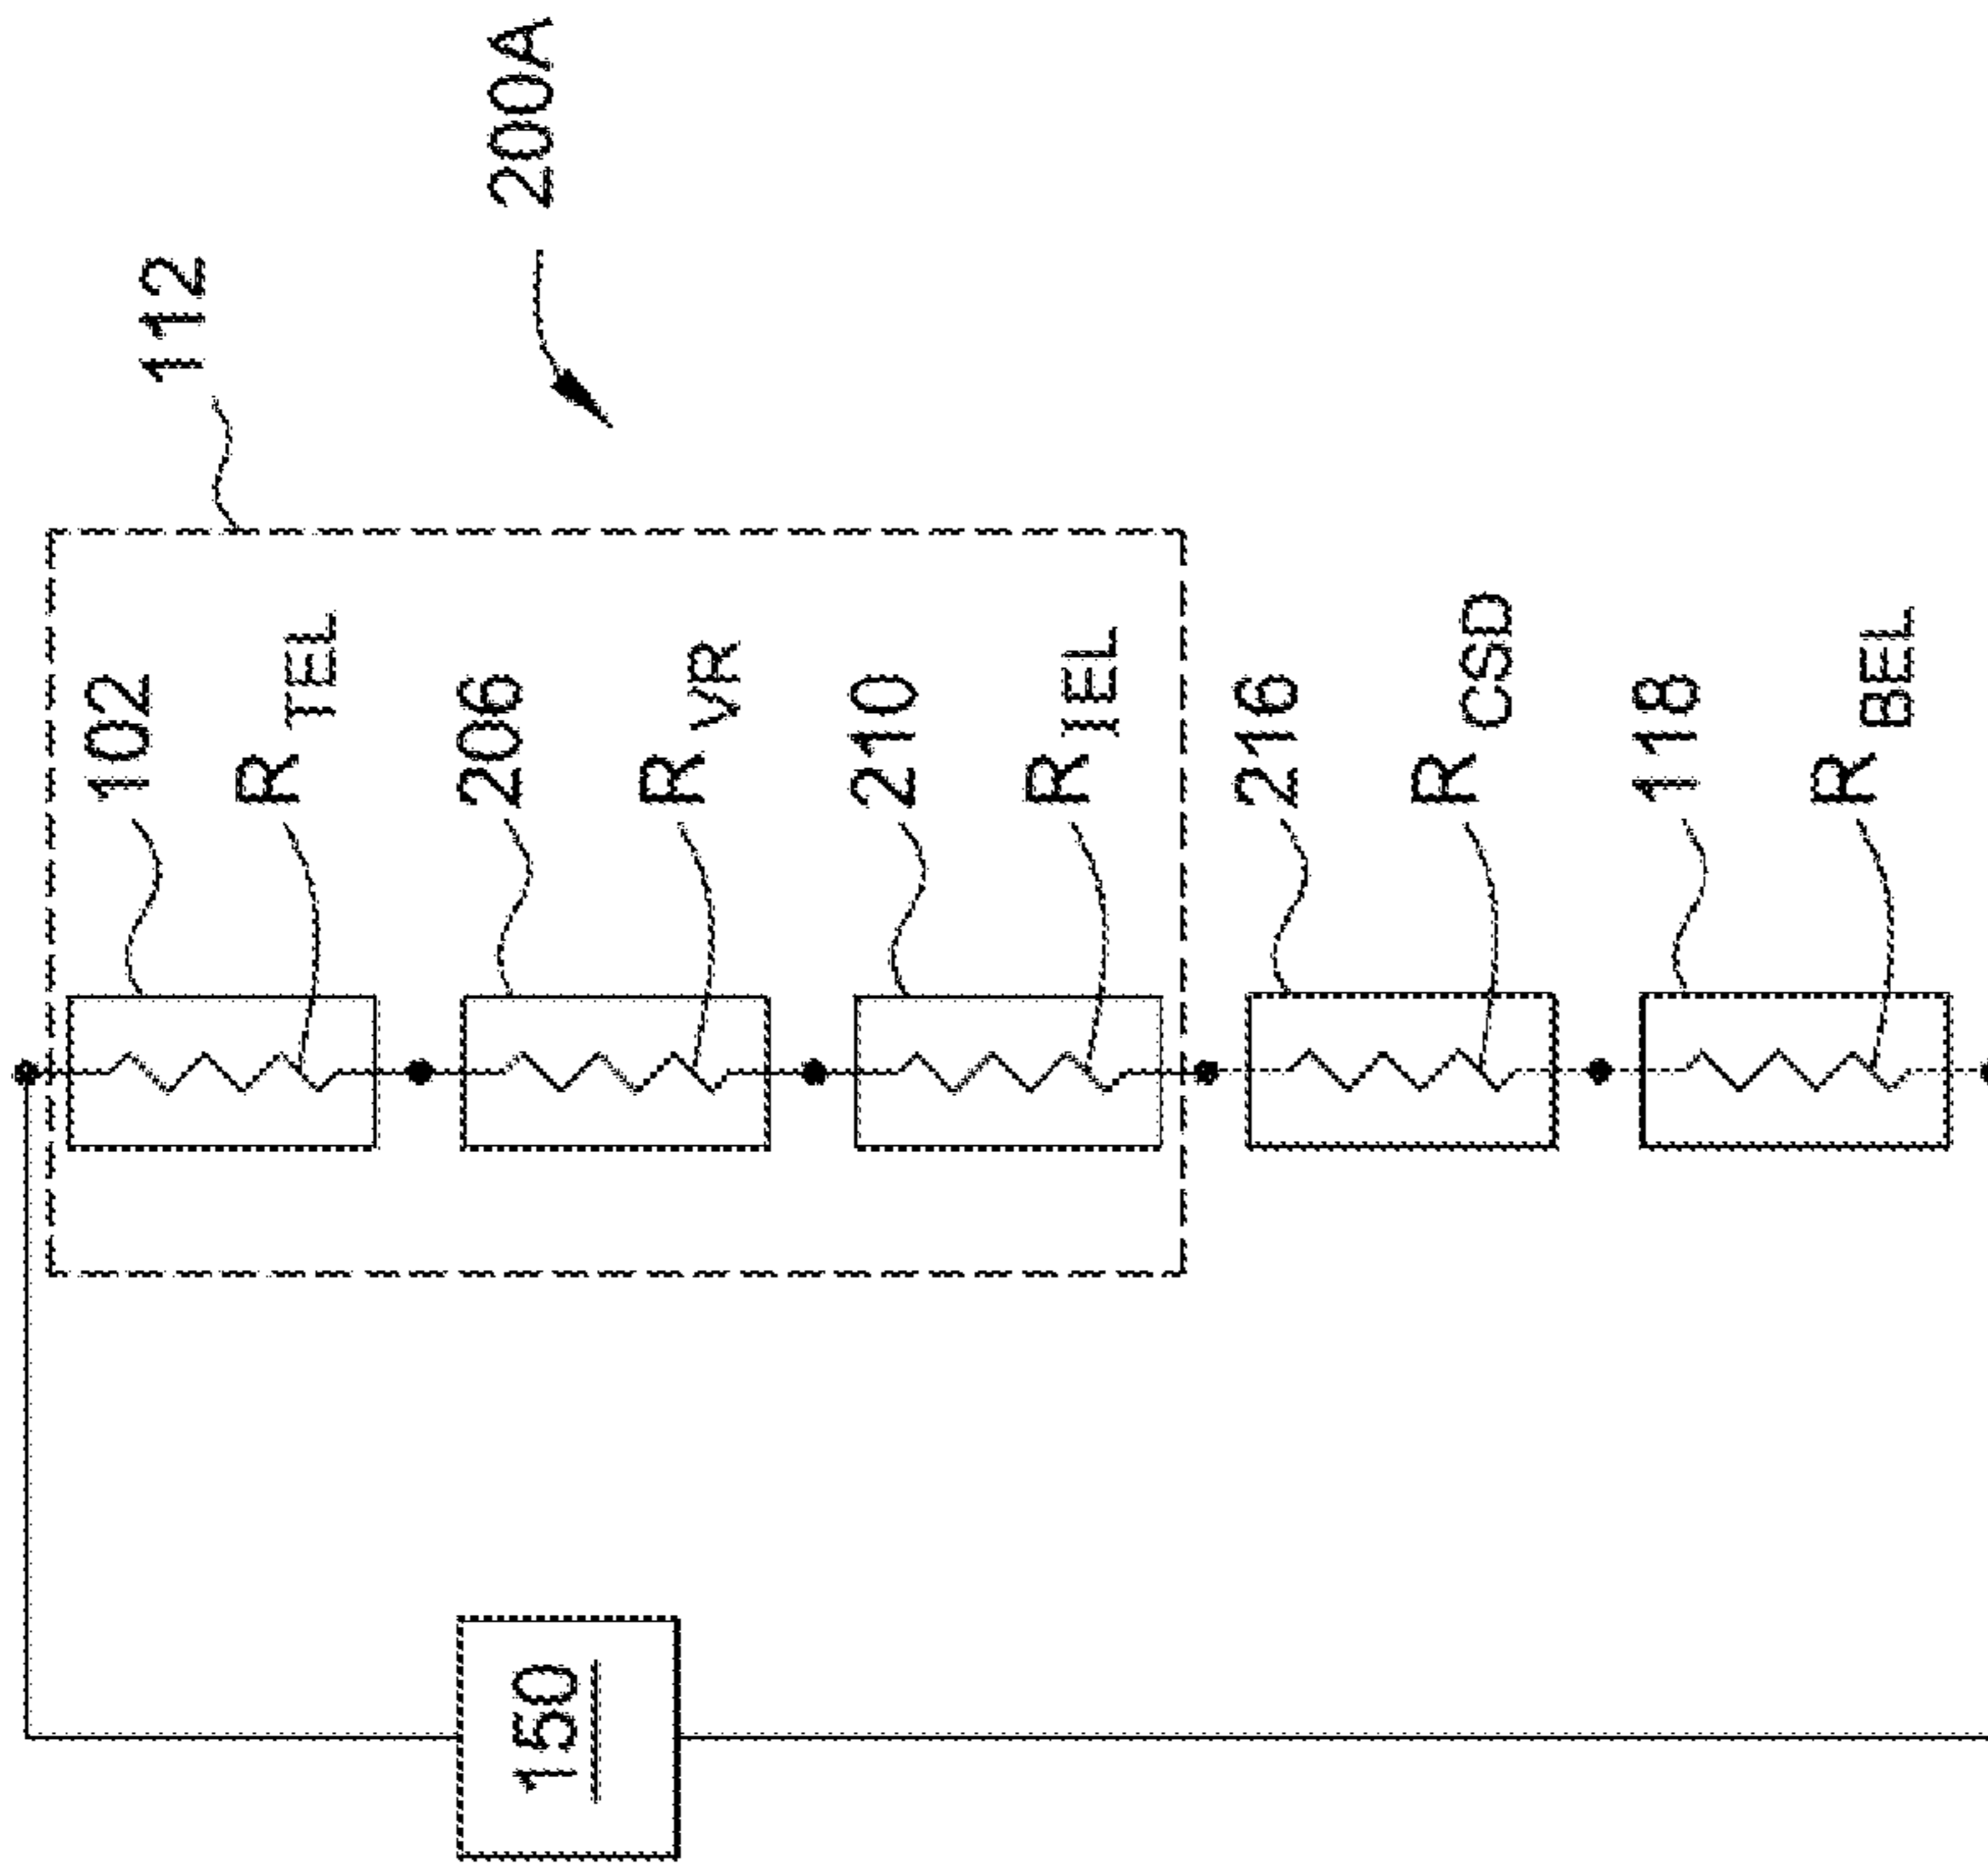 112
200A
102
R TEL
206
R VR
210
R IEL
216
R CSD
118
R BEL
150